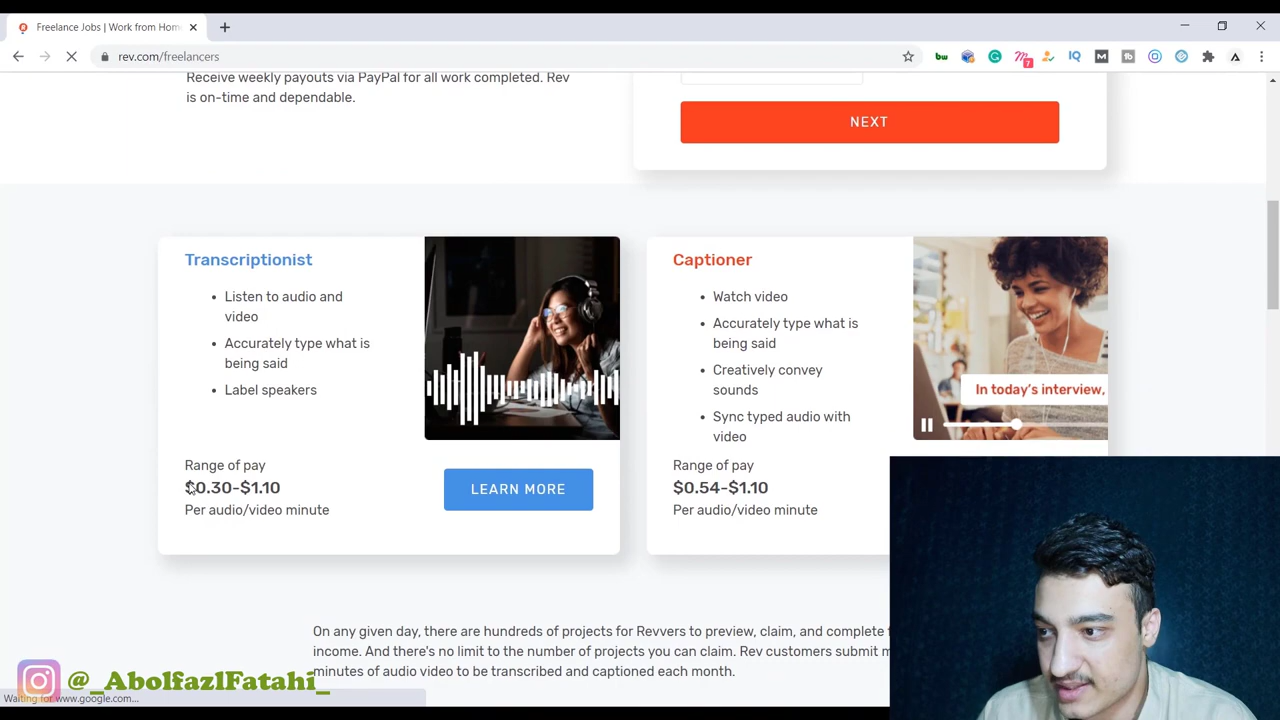 Freelance Jobs | Work from Hom
rev.com/freelancers
7
Receive weekly payouts via PayPal for all work completed. Rev
is on-time and dependable.
NEXT
Transcriptionist
• Listen to audio and
video
• Accurately type what is
being said
• Label speakers
Range of pay
$0.30-$1.10
Per audio/video minute
LEARN MORE
Captioner
• Watch video
• Accurately type what is
being said
• Creatively convey
sounds
• Sync typed audio with
video
In today's interview,
Range of pay
$0.54-$1.10
Per audio/video minute
On any given day, there are hundreds of projects for Revvers to preview, claim, and complete
income. And there's no limit to the number of projects you can claim. Rev customers submit
minutes of audio video to be transcribed and captioned each month.
@_AbolfazlFatahi_
Waiting for www.google.com...